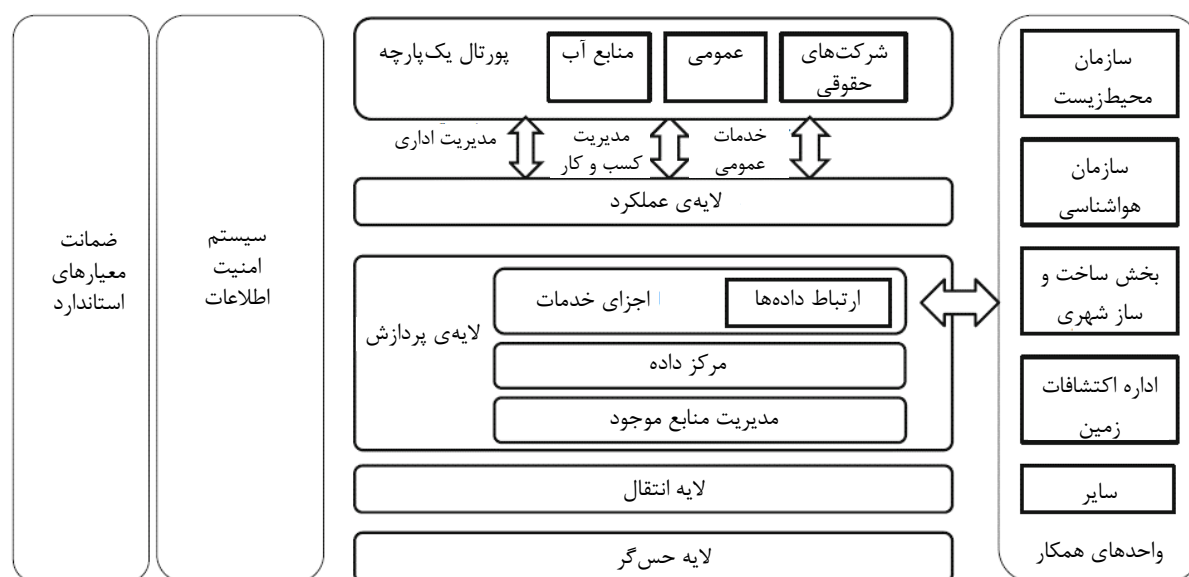 سازمان
محیط‌زیست
سازمان
هواشناسی
بخش ساخت و
ساز شهری
اداره اکتشافات
زمین
سایر
واحدهای همکار
پورتال یک‌پارچه
منابع آب
عمومی
شرکت‌های
حقوقی
مدیریت اداری
مدیریت
کسب و کار
خدمات
عمومی
لایه‌ی عملکرد
لایه‌ی پردازش
ارتباط داده‌ها
اجزای خدمات
مرکز داده
مدیریت منابع موجود
لایه انتقال
لایه حس‌گر
سیستم
امنیت
اطلاعات
ضمانت
معیارهای
استاندارد